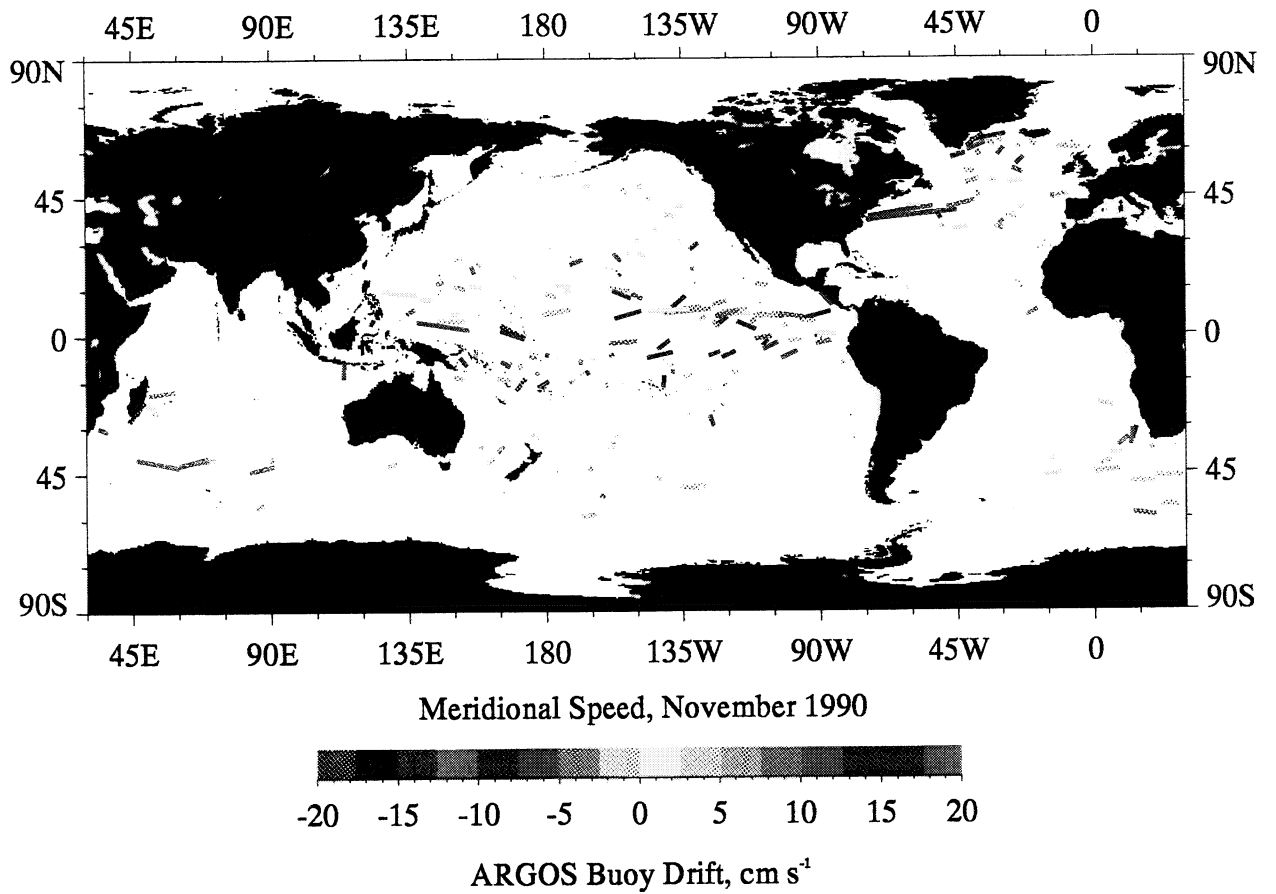 45E 90E 135E 180 135W 90W 45W 0
90N 90N
45 45
0 0
45 45
90S 90S
45E 90E 135E 180 135W 90W 45W 0
Meridional Speed, November 1990
-20 -15 -10 -5 0 5 10 15 20
ARGOS Buoy Drift, cm s⁻¹